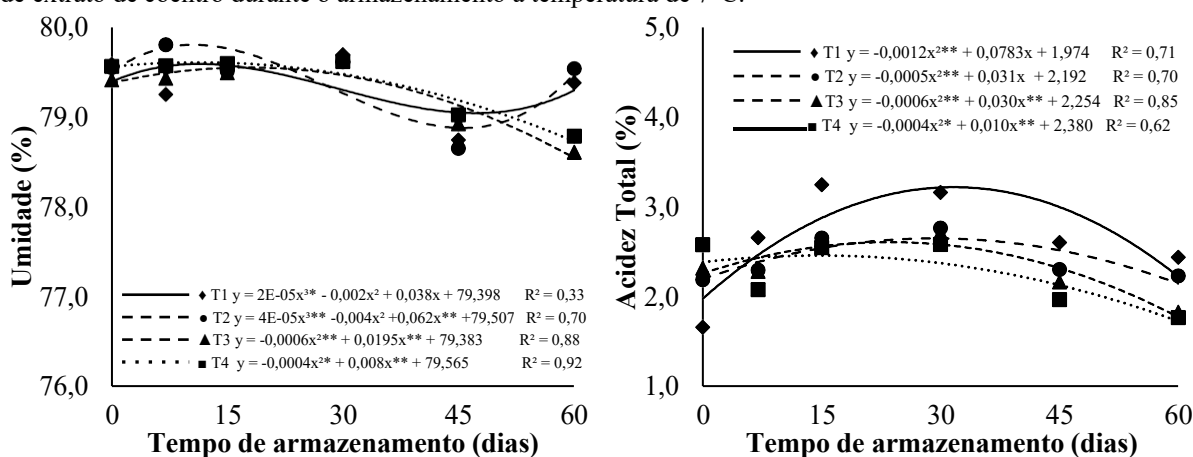 de extrato de coentro durante o armazenamento a temperatura de 7 °C.
80,0
79,0
78,0
77,0
76,0
Umidade (%)
T1 y = 2E-05x³* - 0,002x² + 0,038x + 79,398 R² = 0,33
T2 y = 4E-05x³** -0,004x² +0,062x** +79,507 R² = 0,70
T3 y = -0,0006x²** + 0,0195x** + 79,383 R² = 0,88
T4 y = -0,0004x²* + 0,008x** + 79,565 R² = 0,92
0 15 30 45 60
Tempo de armazenamento (dias)
5,0
4,0
3,0
2,0
1,0
Acidez Total (%)
T1 y = -0,0012x²** + 0,0783x + 1,974 R² = 0,71
T2 y = -0,0005x²** + 0,031x + 2,192 R² = 0,70
T3 y = -0,0006x²** + 0,030x** + 2,254 R² = 0,85
T4 y = -0,0004x²* + 0,010x** + 2,380 R² = 0,62
0 15 30 45 60
Tempo de armazenamento (dias)